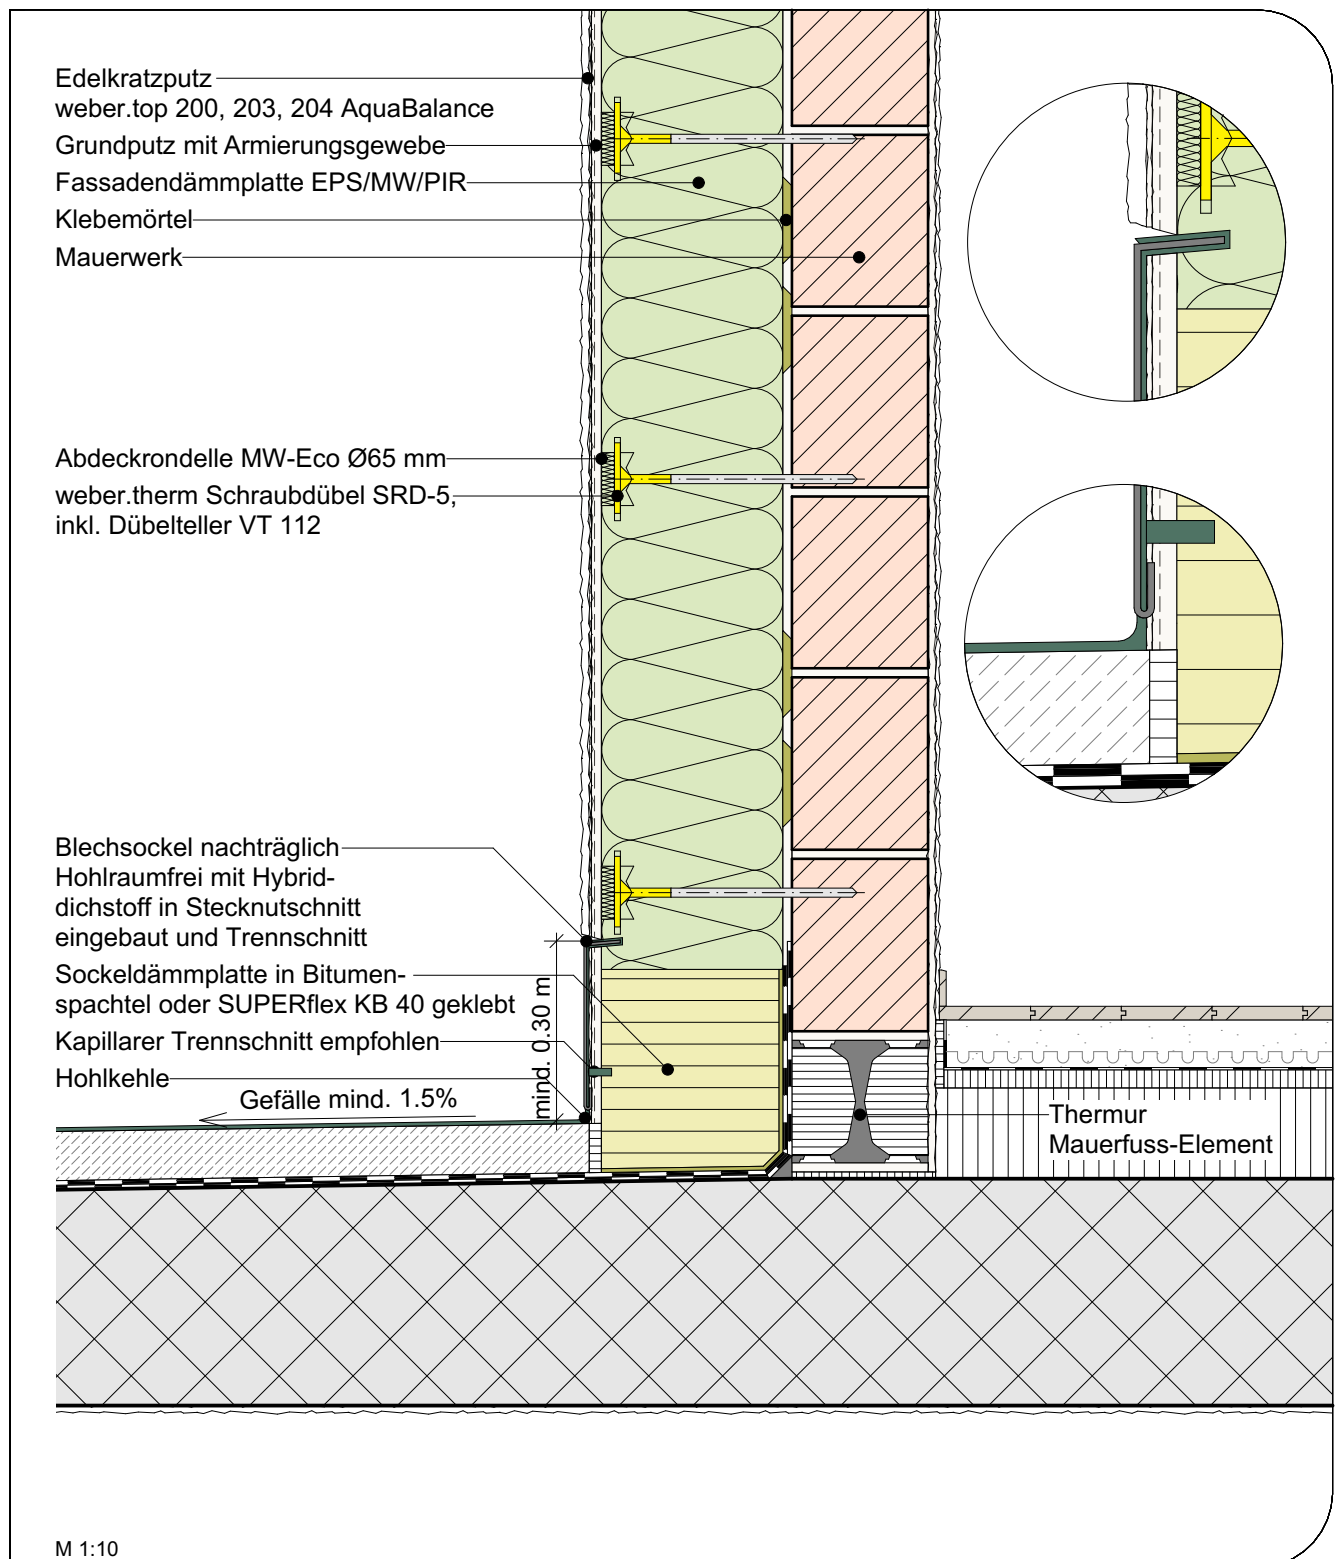 Edelkratzputz
weber.top 200, 203, 204 AquaBalance
Grundputz mit Armierungsgewebe
Fassadendämmplatte EPS/MW/PIR
Klebemörtel
Mauerwerk
Abdeckrondelle MW-Eco Ø65 mm
weber.therm Schraubdübel SRD-5,
inkl. Dübelteller VT 112
Blechsockel nachträglich
Hohlraumfrei mit Hybrid-
dichstoff in Stecknutschnitt
eingebaut und Trennschnitt
Sockeldämmplatte in Bitumen-
spachtel oder SUPERflex KB 40 geklebt
Kapillarer Trennschnitt empfohlen
Hohlkehle
Gefälle mind. 1.5%
mind. 0.30 m
Thermur
Mauerfuss-Element
M 1:10